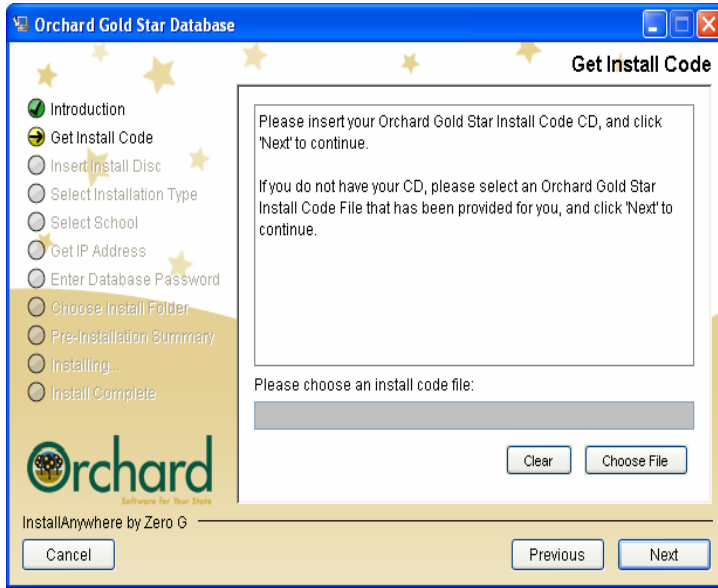 Orchard Gold Star Database
Get Install Code
Introduction
Get Install Code
Insert Install Disc
Select Installation Type
Select School
Get IP Address
Enter Database Password
Choose Install Folder
Pre-Installation Summary
Installing...
Install Complete
Please insert your Orchard Gold Star Install Code CD, and click
'Next' to continue.
If you do not have your CD, please select an Orchard Gold Star
Install Code File that has been provided for you, and click 'Next' to
continue.
Please choose an install code file:
Clear
Choose File
Orchard
Software for Your State
InstallAnywhere by Zero G
Cancel
Previous
Next